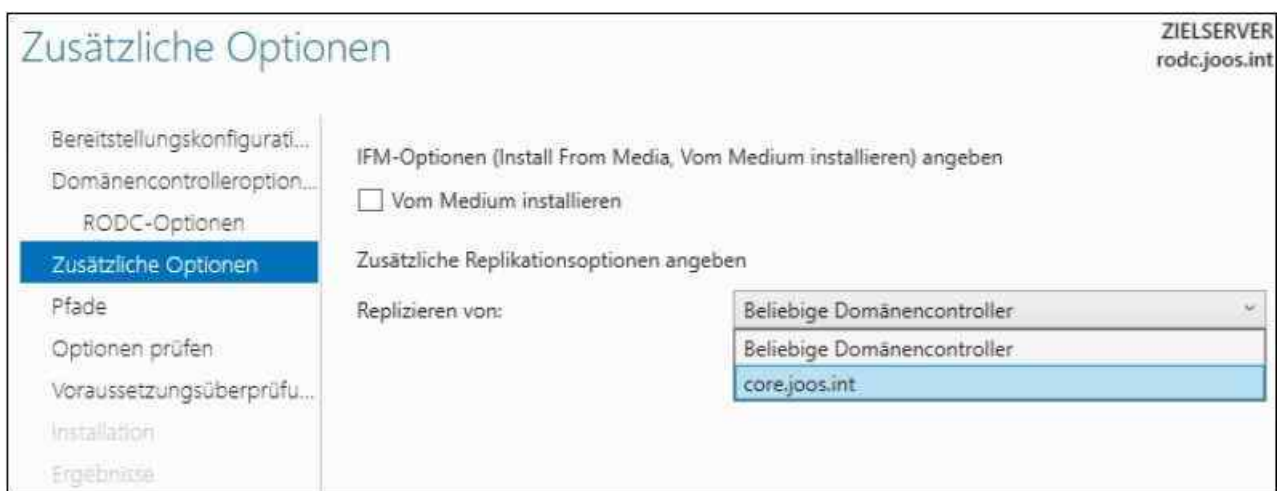 Zusätzliche Optionen
ZIELSERVER
rodc.joos.int
Bereitstellungskonfigurati...
Domänencontrolleroption...
RODC-Optionen
Zusätzliche Optionen
Pfade
Optionen prüfen
Voraussetzungsüberprüfu...
Installation
Ergebnisse
IFM-Optionen (Install From Media, Vom Medium installieren) angeben
Vom Medium installieren
Zusätzliche Replikationsoptionen angeben
Replizieren von:
Beliebige Domänencontroller
Beliebige Domänencontroller
core.joos.int